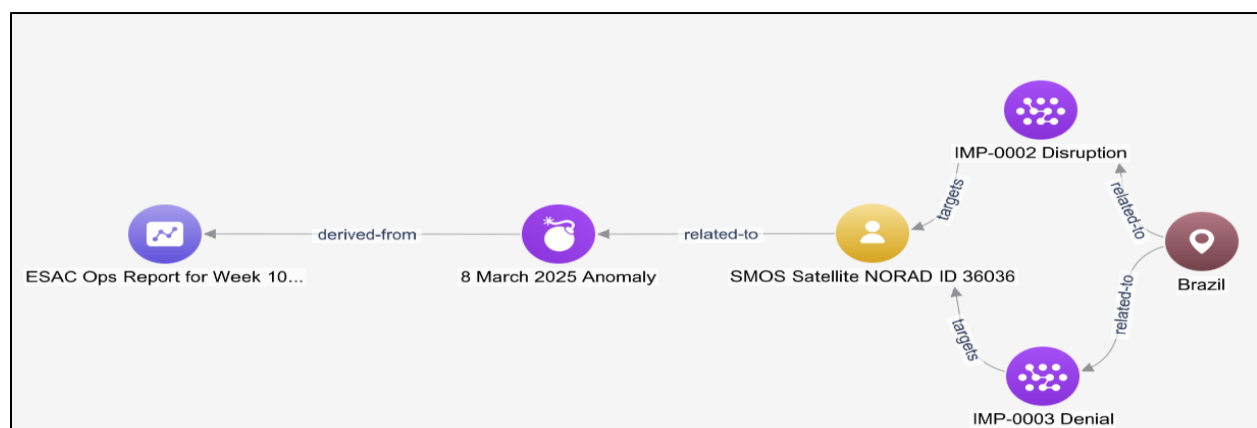 IMP-0002 Disruption
targets
related-to
derived-from
related-to
ESAC Ops Report for Week 10...
8 March 2025 Anomaly
SMOS Satellite NORAD ID 36036
Brazil
targets
related-to
IMP-0003 Denial